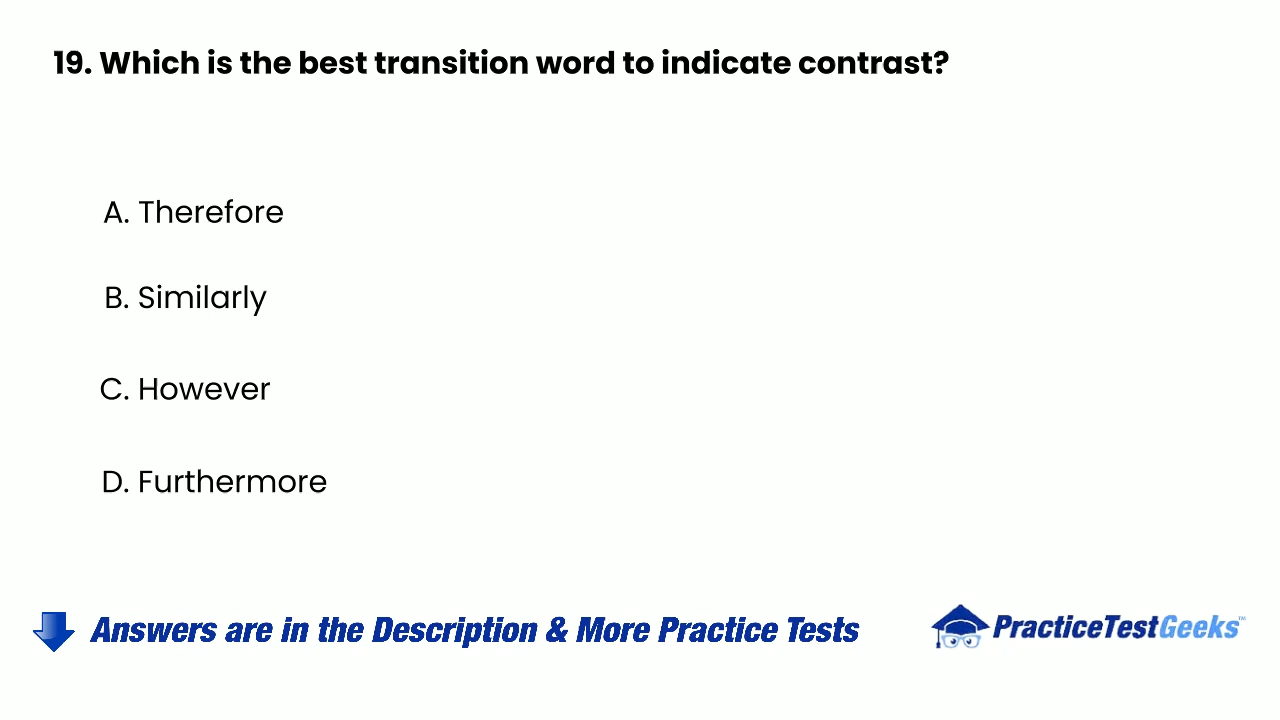 19. Which is the best transition word to indicate contrast?
A. Therefore
B. Similarly
C. However
D. Furthermore
Answers are in the Description & More Practice Tests
PracticeTestGeeks™